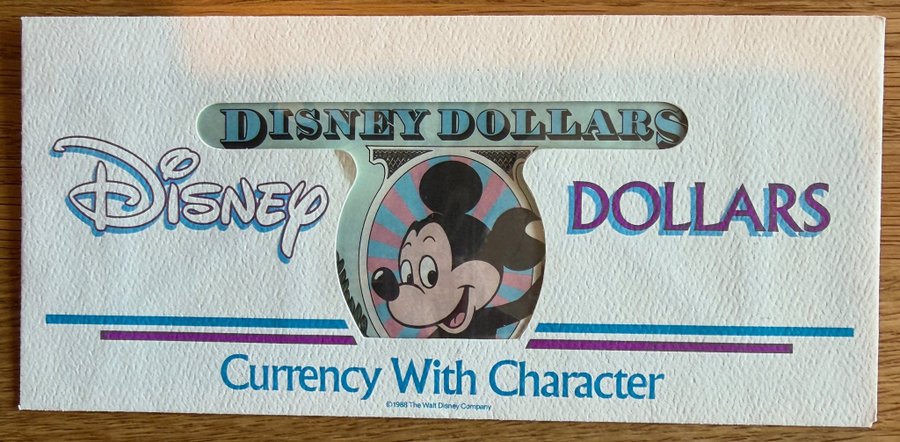 DISNEY DOLLARS
Disney DOLLARS
Currency With Character
©1988 The Walt Disney Company